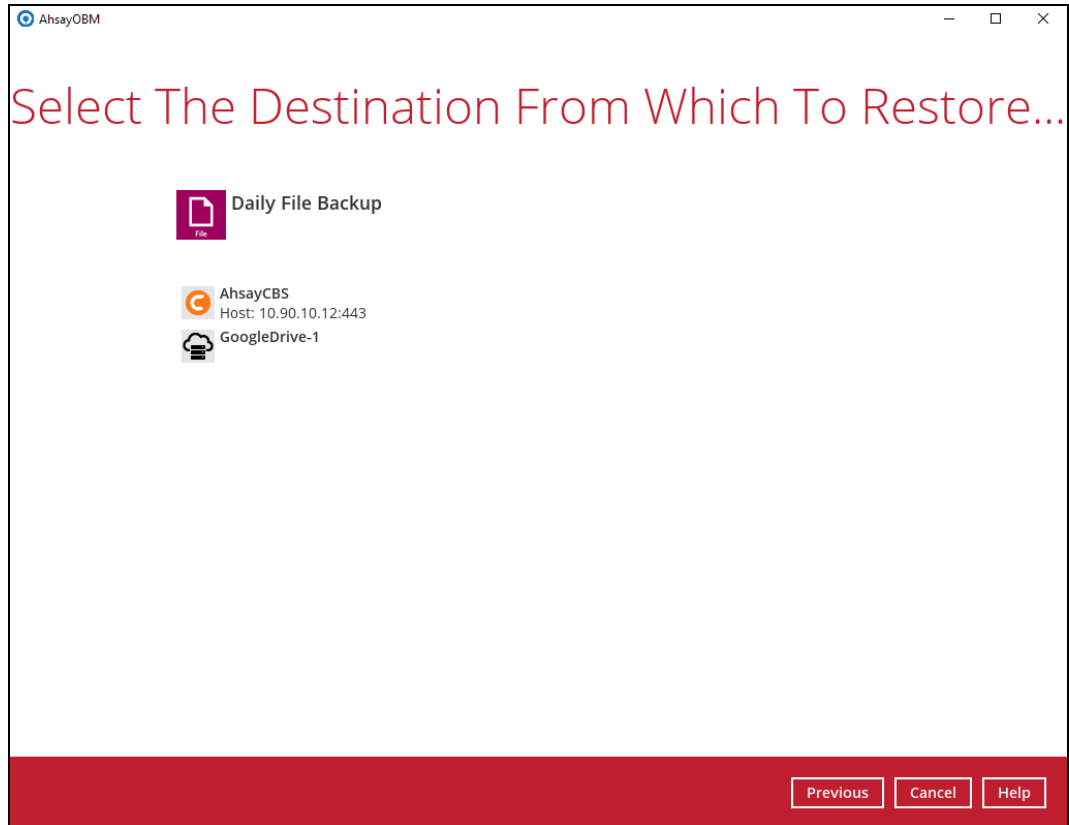 AhsayOBM
Select The Destination From Which To Restore...
Daily File Backup
File
AhsayCBS
Host: 10.90.10.12:443
GoogleDrive-1
Previous
Cancel
Help